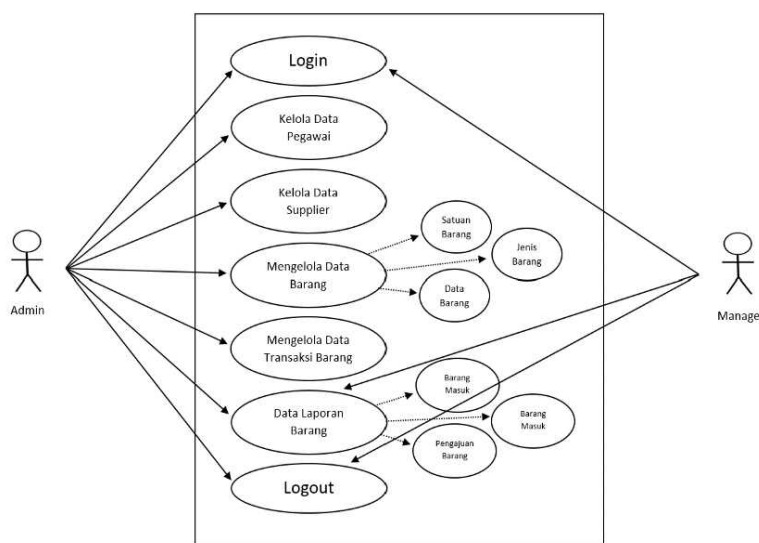 Login
Kelola Data
Pegawai
Kelola Data
Supplier
Satuan
Barang
Jenis
Barang
Mengelola Data
Barang
Data
Barang
Admin
Manage
Mengelola Data
Transaksi Barang
Barang
Masuk
Data Laporan
Barang
Barang
Masuk
Pengajuan
Barang
Logout